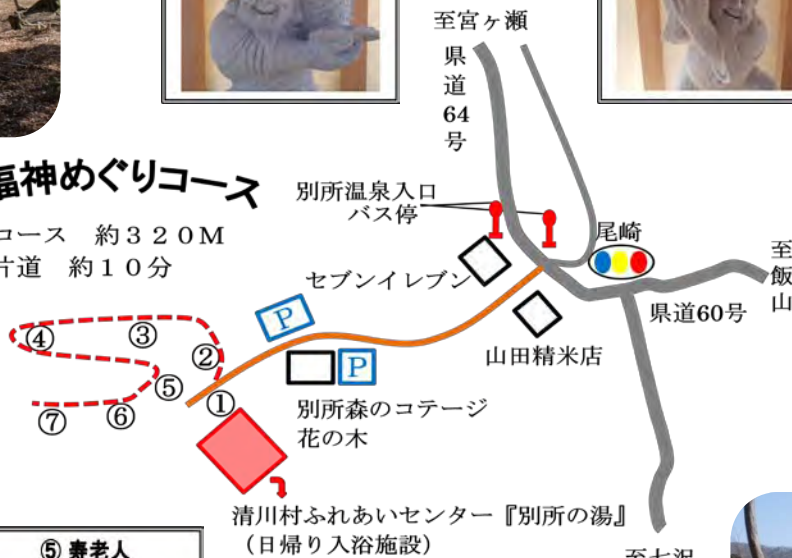 至宮ヶ瀬
県
道
64
号
福神めぐりコース
コース 約320M
片道 約10分
別所温泉入口
バス停
尾崎
至
飯
山
セブンイレブン
県道60号
山田精米店
P
P
別所森のコテージ
花の木
④
③
②
⑤
①
⑦
⑥
清川村ふれあいセンター『別所の湯』
(日帰り入浴施設)
⑤ 寿老人
至七沢